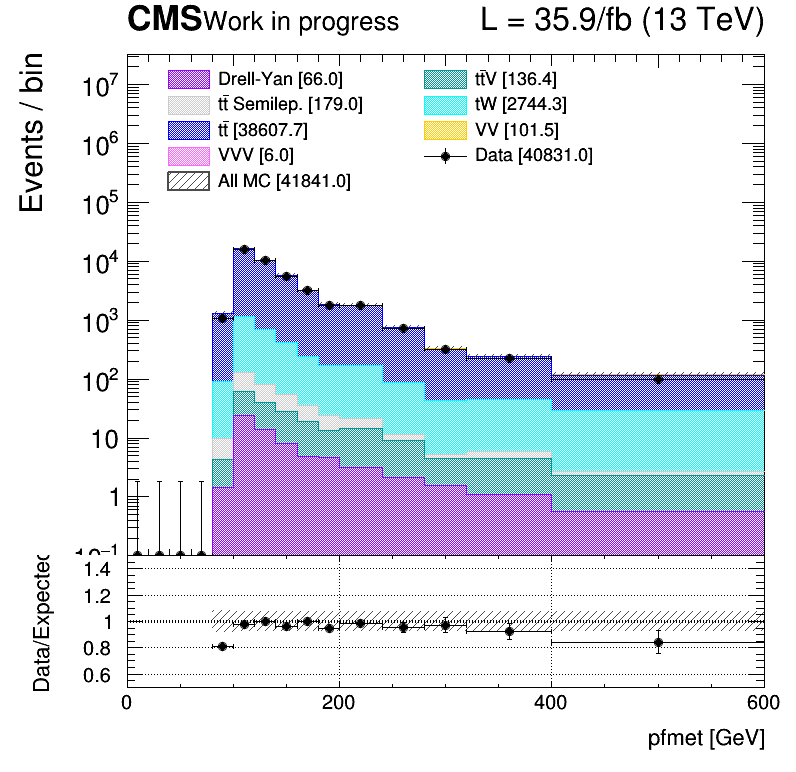 CMS Work in progress L = 35.9/fb (13 TeV)
Events / bin
Drell-Yan [66.0] tt̄V [136.4]
tt̄ Semilep. [179.0] tW [2744.3]
tt̄ [38607.7] VV [101.5]
VVV [6.0] Data [40831.0]
All MC [41841.0]
10⁷
10⁶
10⁵
10⁴
10³
10²
10
1
10⁻¹
Data/Expected
1.4
1.2
1
0.8
0.6
0 200 400 600
pfmet [GeV]